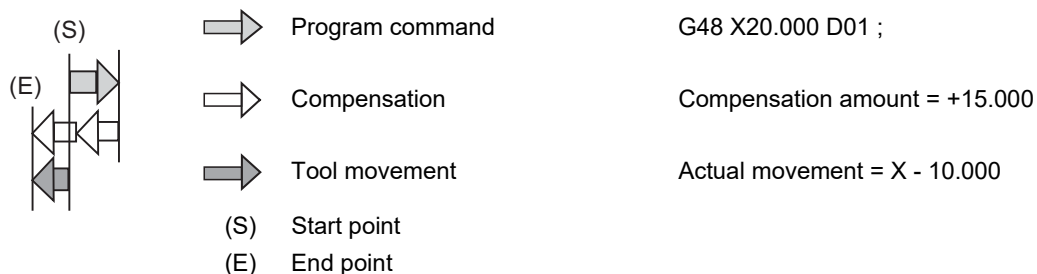 (S)
(E)
Program command G48 X20.000 D01 ;
Compensation Compensation amount = +15.000
Tool movement Actual movement = X - 10.000
(S) Start point
(E) End point